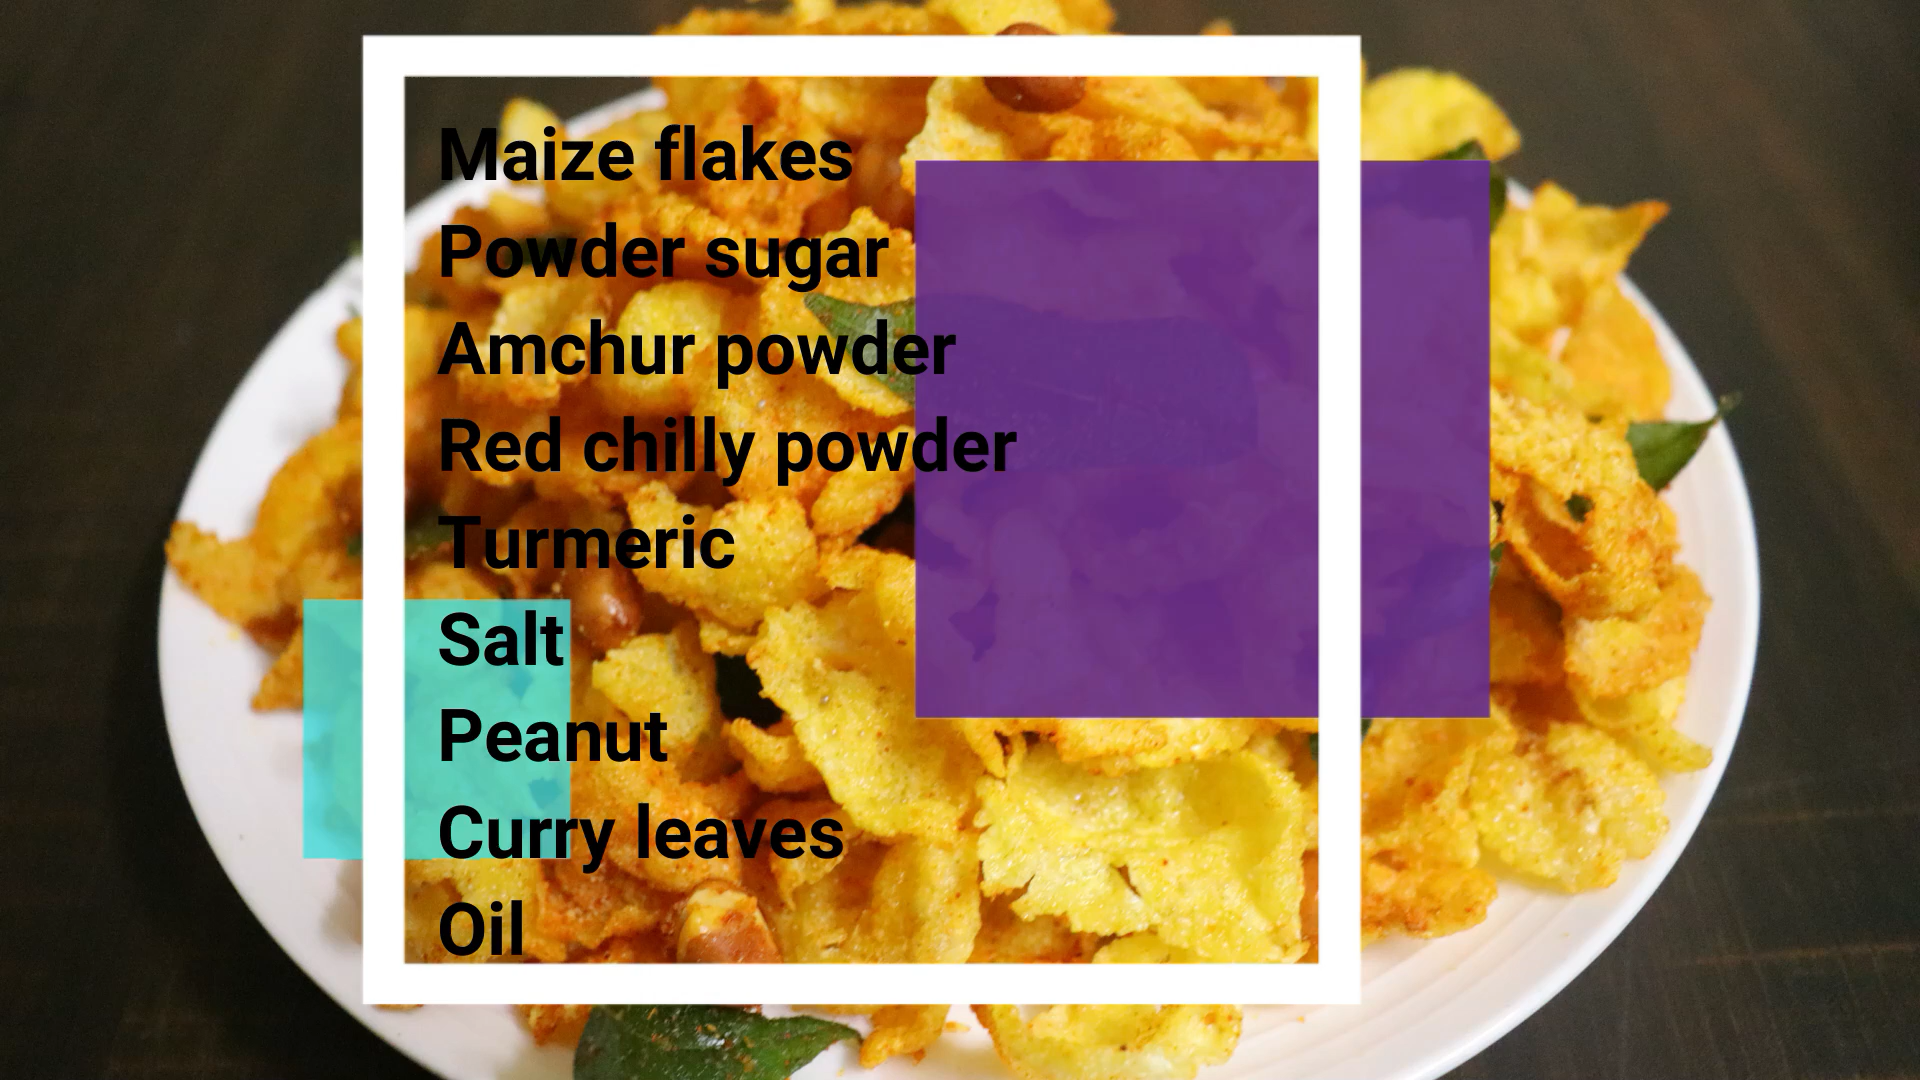 Maize flakes
Powder sugar
Amchur powder
Red chilly powder
Turmeric
Salt
Peanut
Curry leaves
Oil